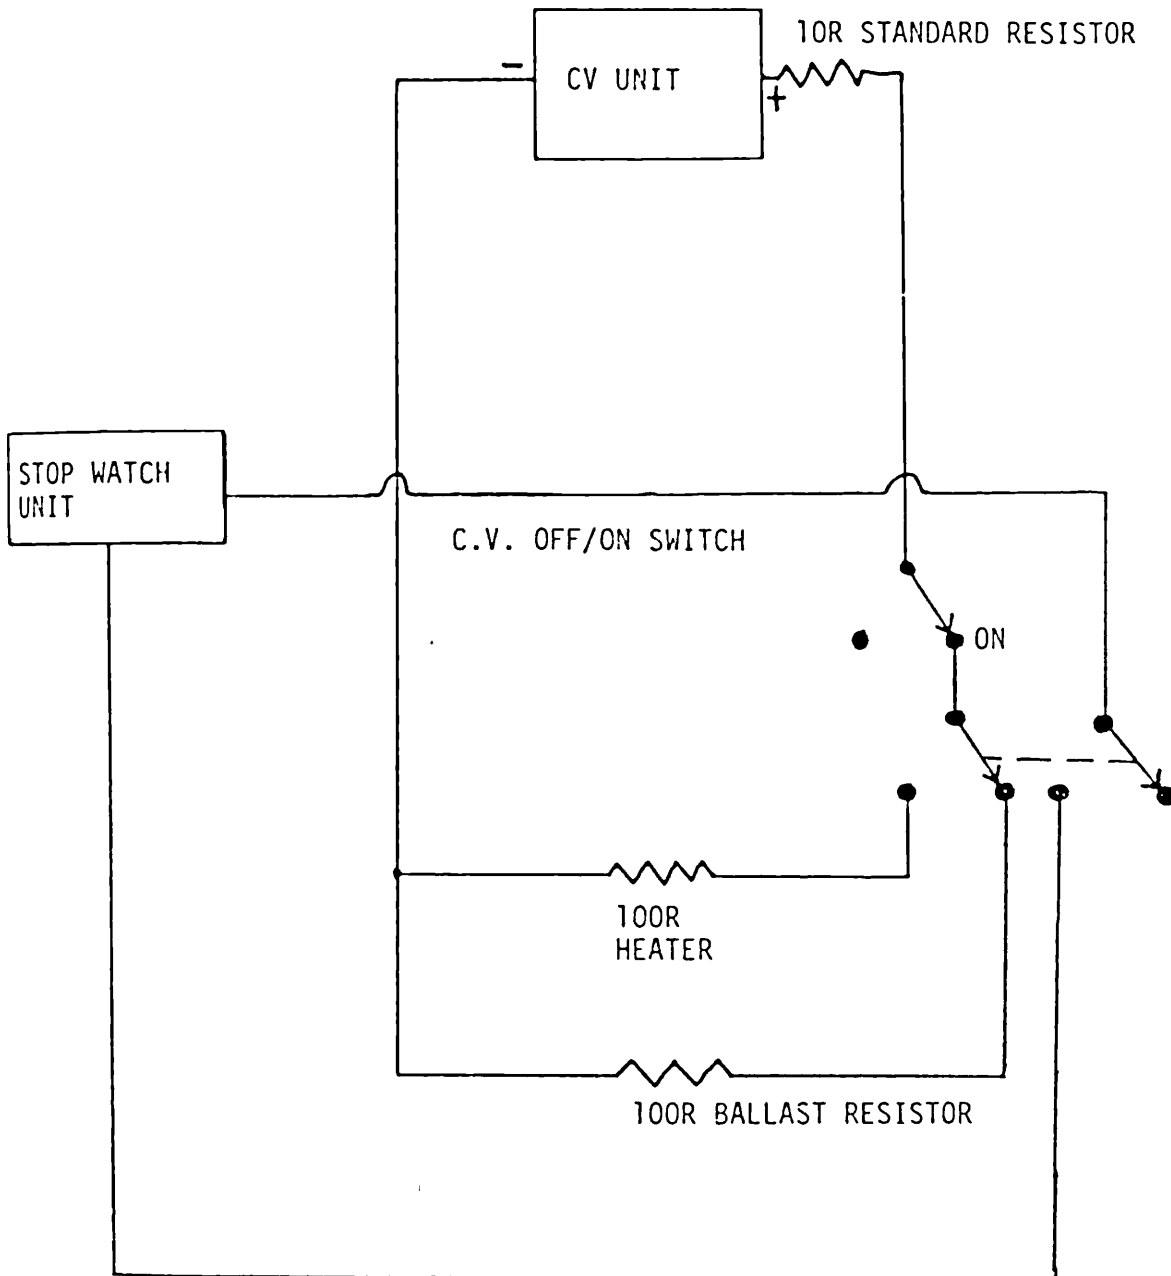 10R STANDARD RESISTOR
-
CV UNIT
+
STOP WATCH
UNIT
C.V. OFF/ON SWITCH
ON
100R
HEATER
100R BALLAST RESISTOR